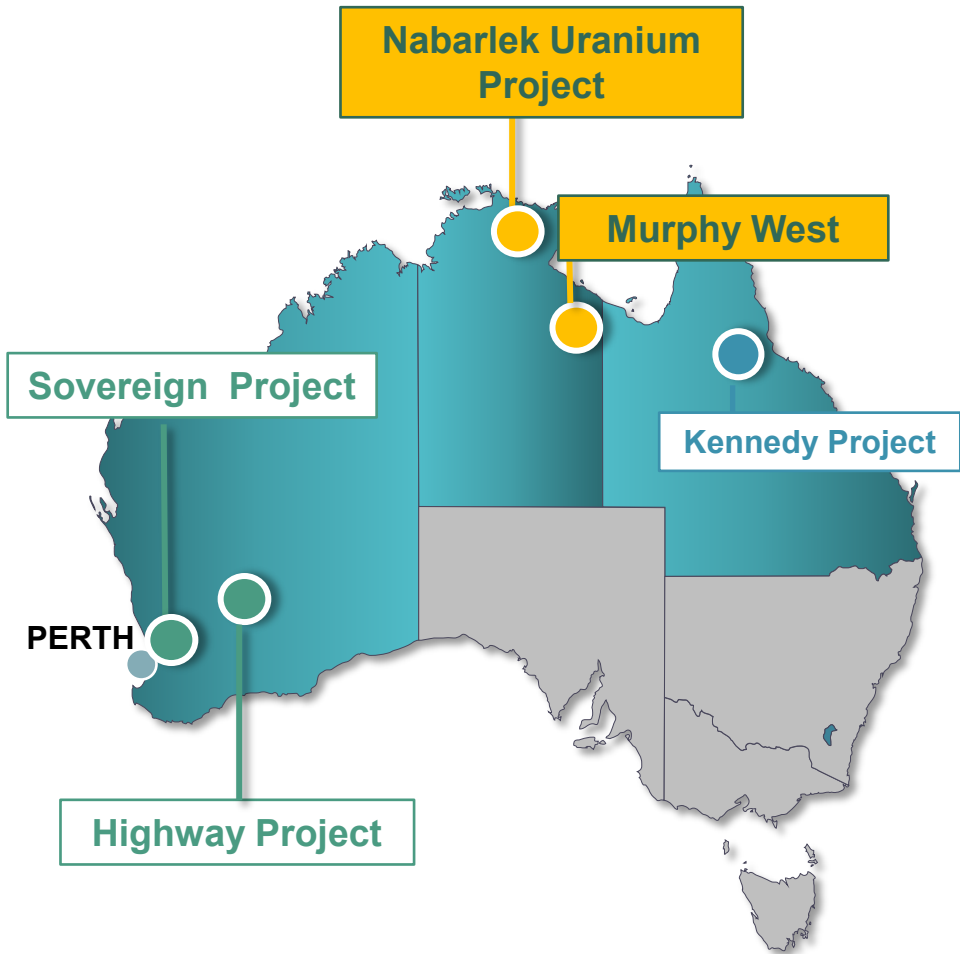 Nabarlek Uranium
Project
Murphy West
Sovereign  Project
Kennedy Project
PERTH
Highway Project